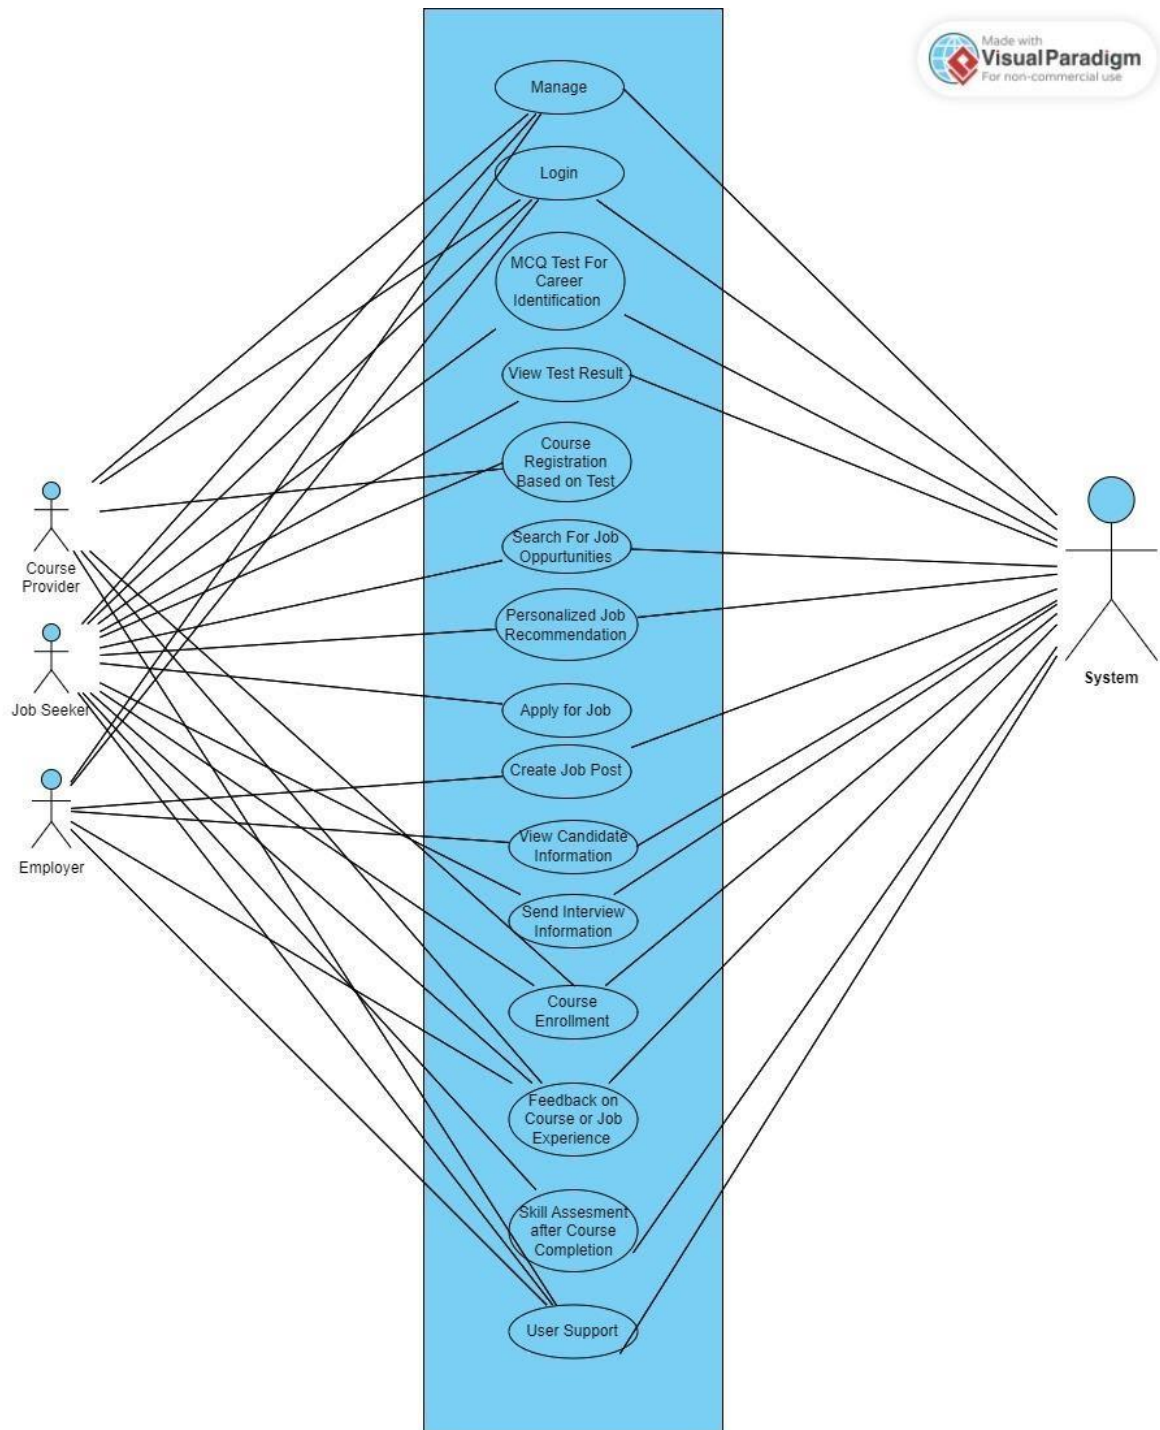 Made with
Visual Paradigm
For non-commercial use
Manage
Login
MCQ Test For
Career
Identification
View Test Result
Course
Registration
Based on Test
Search For Job
Oppurtunities
Personalized Job
Recommendation
Apply for Job
Create Job Post
View Candidate
Information
Send Interview
Information
Course
Enrollment
Feedback on
Course or Job
Experience
Skill Assesment
after Course
Completion
User Support
Course
Provider
Job Seeker
Employer
System